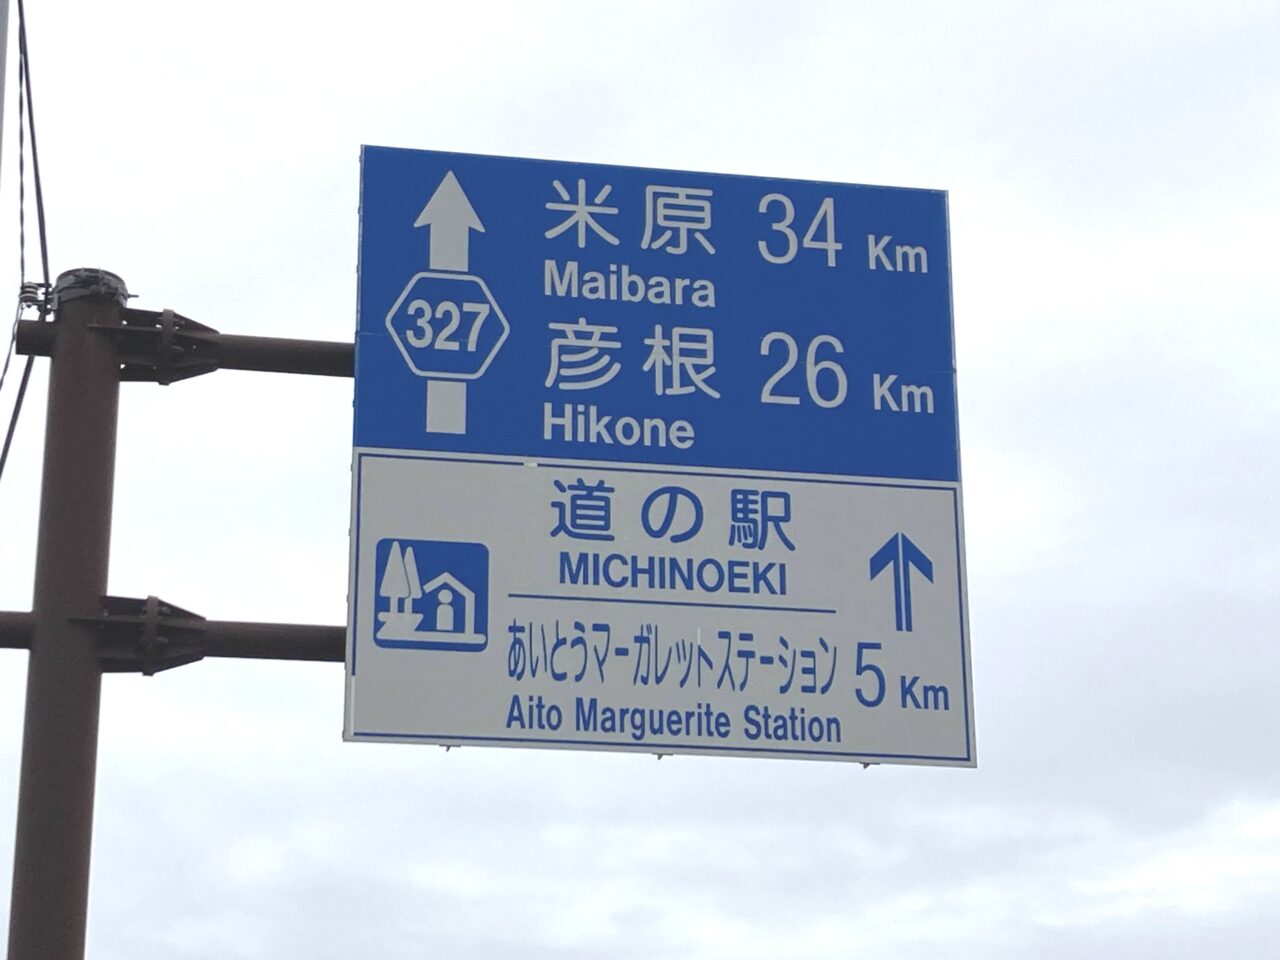 米原 34 Km
Maibara
327
彦根 26 Km
Hikone
道の駅
MICHINOEKI
あいとうマーガレットステーション 5 Km
Aito Marguerite Station